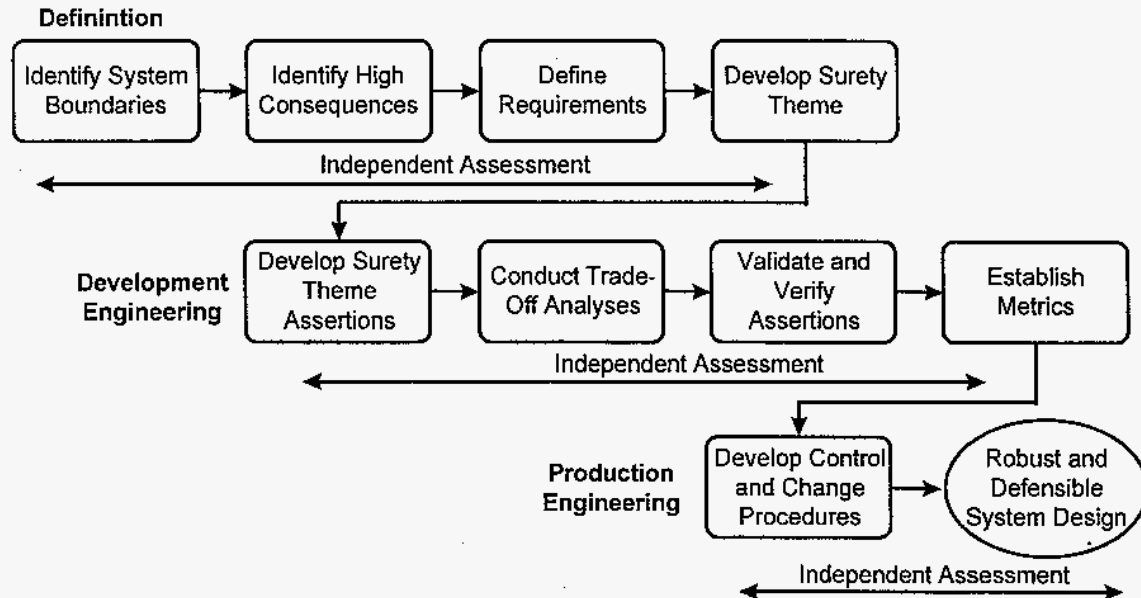 Definintion
Identify System
Boundaries
Identify High
Consequences
Define
Requirements
Develop Surety
Theme
Independent Assessment
Development
Engineering
Develop Surety
Theme
Assertions
Conduct Trade-
Off Analyses
Validate and
Verify
Assertions
Establish
Metrics
Independent Assessment
Production
Engineering
Develop Control
and Change
Procedures
Robust and
Defensible
System Design
Independent Assessment